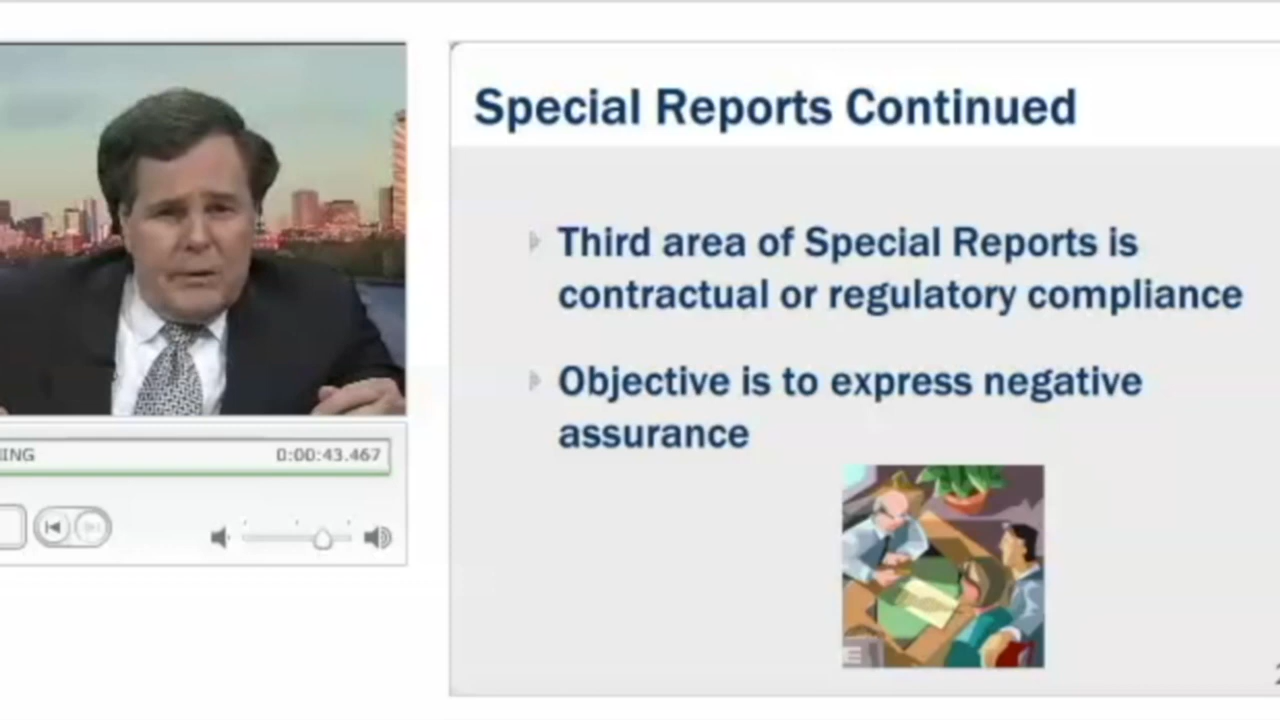 Special Reports Continued
Third area of Special Reports is
contractual or regulatory compliance
Objective is to express negative
assurance
ING
0:00:43.467